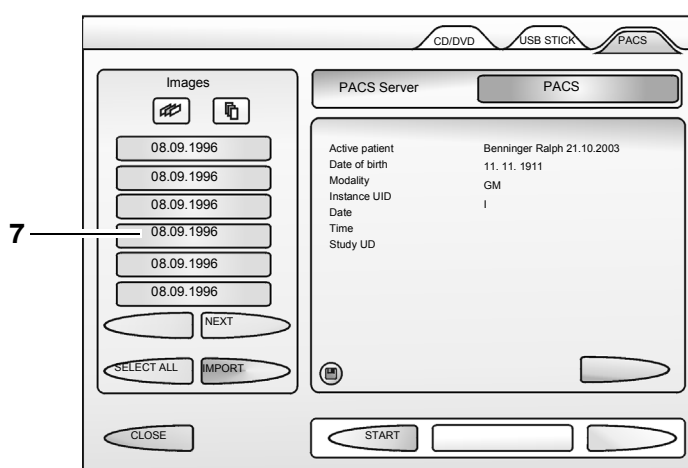 CD/DVD USB STICK PACS
Images
PACS Server PACS
08.09.1996
08.09.1996
08.09.1996
08.09.1996
08.09.1996
08.09.1996
7
NEXT
SELECT ALL IMPORT
Active patient Benninger Ralph 21.10.2003
Date of birth 11. 11. 1911
Modality GM
Instance UID I
Date
Time
Study UD
CLOSE START